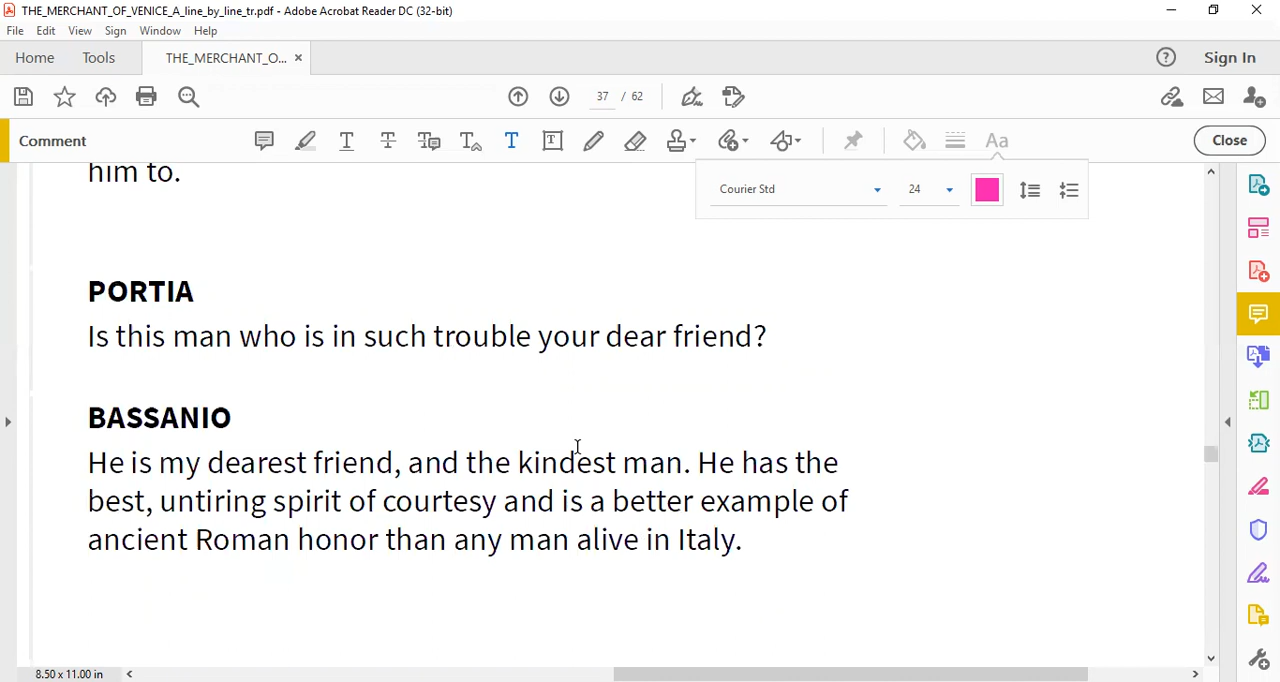 THE_MERCHANT_OF_VENICE_A_line_by_line_tr.pdf - Adobe Acrobat Reader DC (32-bit)
File Edit View Sign Window Help
Home Tools THE_MERCHANT_O... × Sign In
37 / 62
Comment Close
him to.
Courier Std 24
PORTIA
Is this man who is in such trouble your dear friend?
BASSANIO
He is my dearest friend, and the kindest man. He has the
best, untiring spirit of courtesy and is a better example of
ancient Roman honor than any man alive in Italy.
8.50 x 11.00 in